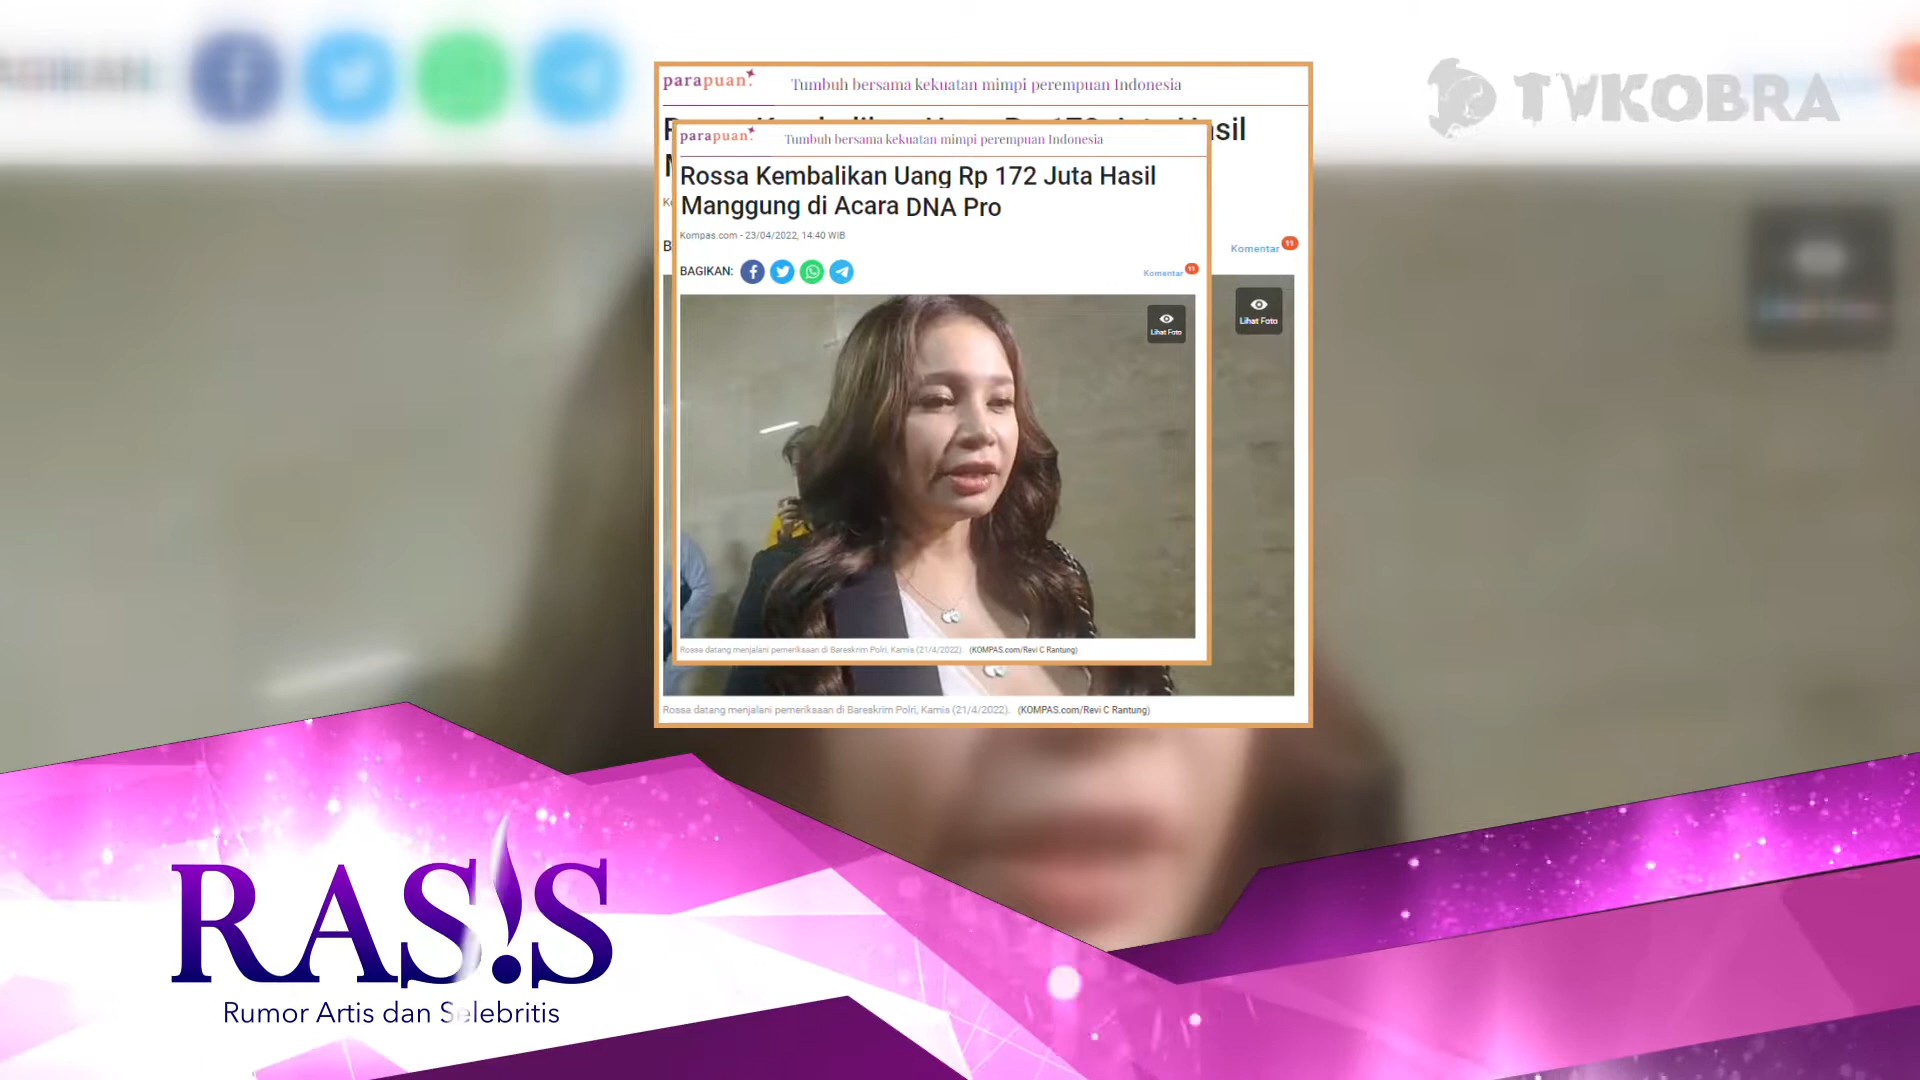 TVKOBRA
parapuan.
Tumbuh bersama kekuatan mimpi perempuan Indonesia
parapuan.
Tumbuh bersama kekuatan mimpi perempuan Indonesia
Rossa Kembalikan Uang Rp 172 Juta Hasil
Manggung di Acara DNA Pro
Kompas.com - 23/04/2022, 14:40 WIB
BAGIKAN:
Komentar 11
Lihat Foto
Rossa datang menjalani pemeriksaan di Bareskrim Polri, Kamis (21/4/2022). (KOMPAS.com/Revi C Rantung)
Komentar 11
Lihat Foto
Rossa datang menjalani pemeriksaan di Bareskrim Polri, Kamis (21/4/2022). (KOMPAS.com/Revi C Rantung)
RASIS
Rumor Artis dan Selebritis